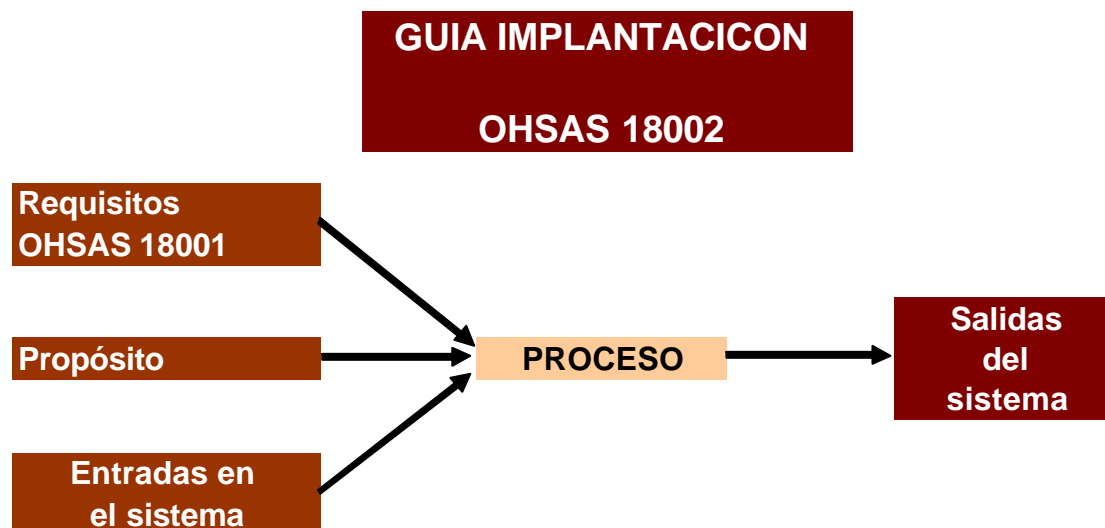 GUIA IMPLANTACICON
OHSAS 18002
Requisitos
OHSAS 18001
Propósito
Entradas en
el sistema
PROCESO
Salidas
del
sistema